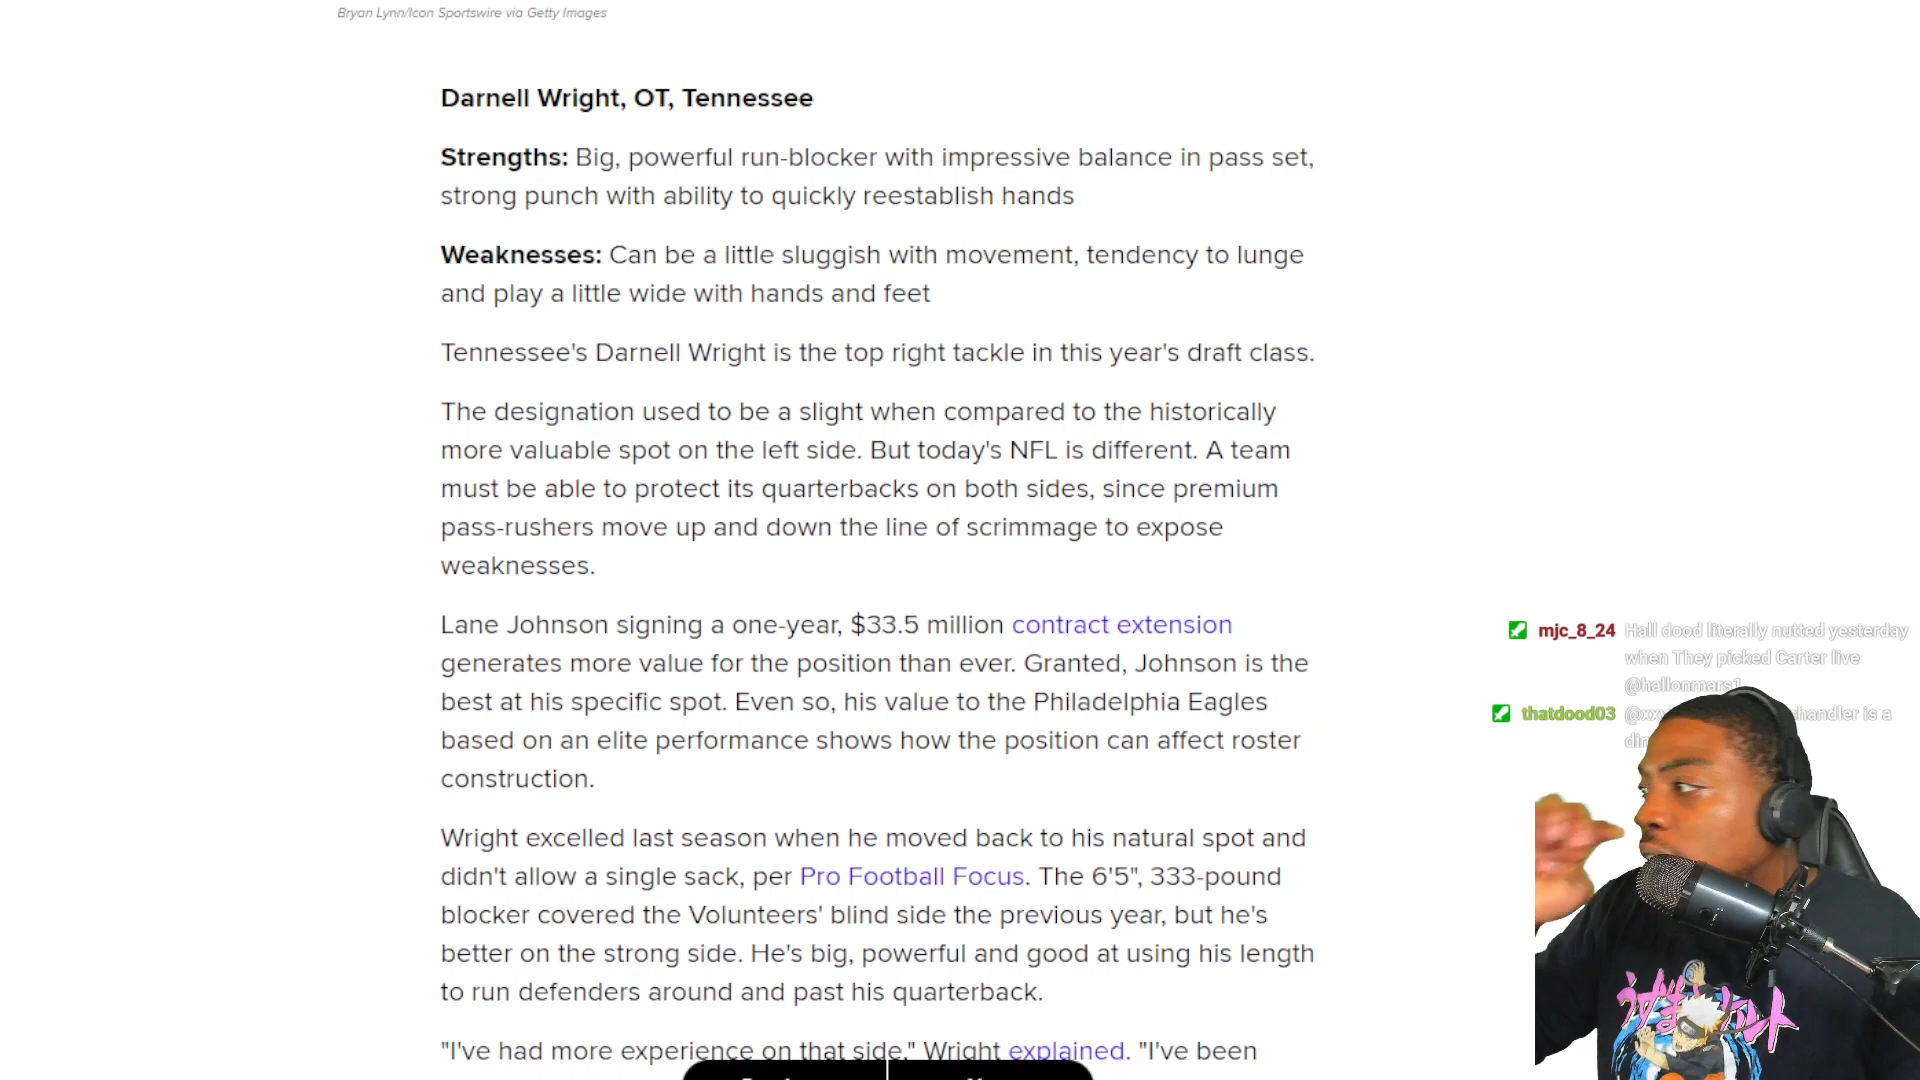 Bryan Lynn/Icon Sportswire via Getty Images
Darnell Wright, OT, Tennessee
Strengths: Big, powerful run-blocker with impressive balance in pass set,
strong punch with ability to quickly reestablish hands
Weaknesses: Can be a little sluggish with movement, tendency to lunge
and play a little wide with hands and feet
Tennessee's Darnell Wright is the top right tackle in this year's draft class.
The designation used to be a slight when compared to the historically
more valuable spot on the left side. But today's NFL is different. A team
must be able to protect its quarterbacks on both sides, since premium
pass-rushers move up and down the line of scrimmage to expose
weaknesses.
Lane Johnson signing a one-year, $33.5 million contract extension
generates more value for the position than ever. Granted, Johnson is the
best at his specific spot. Even so, his value to the Philadelphia Eagles
based on an elite performance shows how the position can affect roster
construction.
Wright excelled last season when he moved back to his natural spot and
didn't allow a single sack, per Pro Football Focus. The 6'5", 333-pound
blocker covered the Volunteers' blind side the previous year, but he's
better on the strong side. He's big, powerful and good at using his length
to run defenders around and past his quarterback.
"I've had more experience on that side." Wright explained. "I've been
mjc_8_24 Hall dood literally nutted yesterday
when They picked Carter live
@hallonmars1
thatdood03 chandler is a